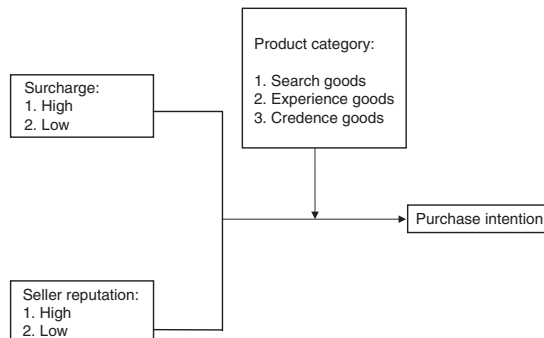 Product category:
1. Search goods
2. Experience goods
3. Credence goods
Surcharge:
1. High
2. Low
Purchase intention
Seller reputation:
1. High
2. Low